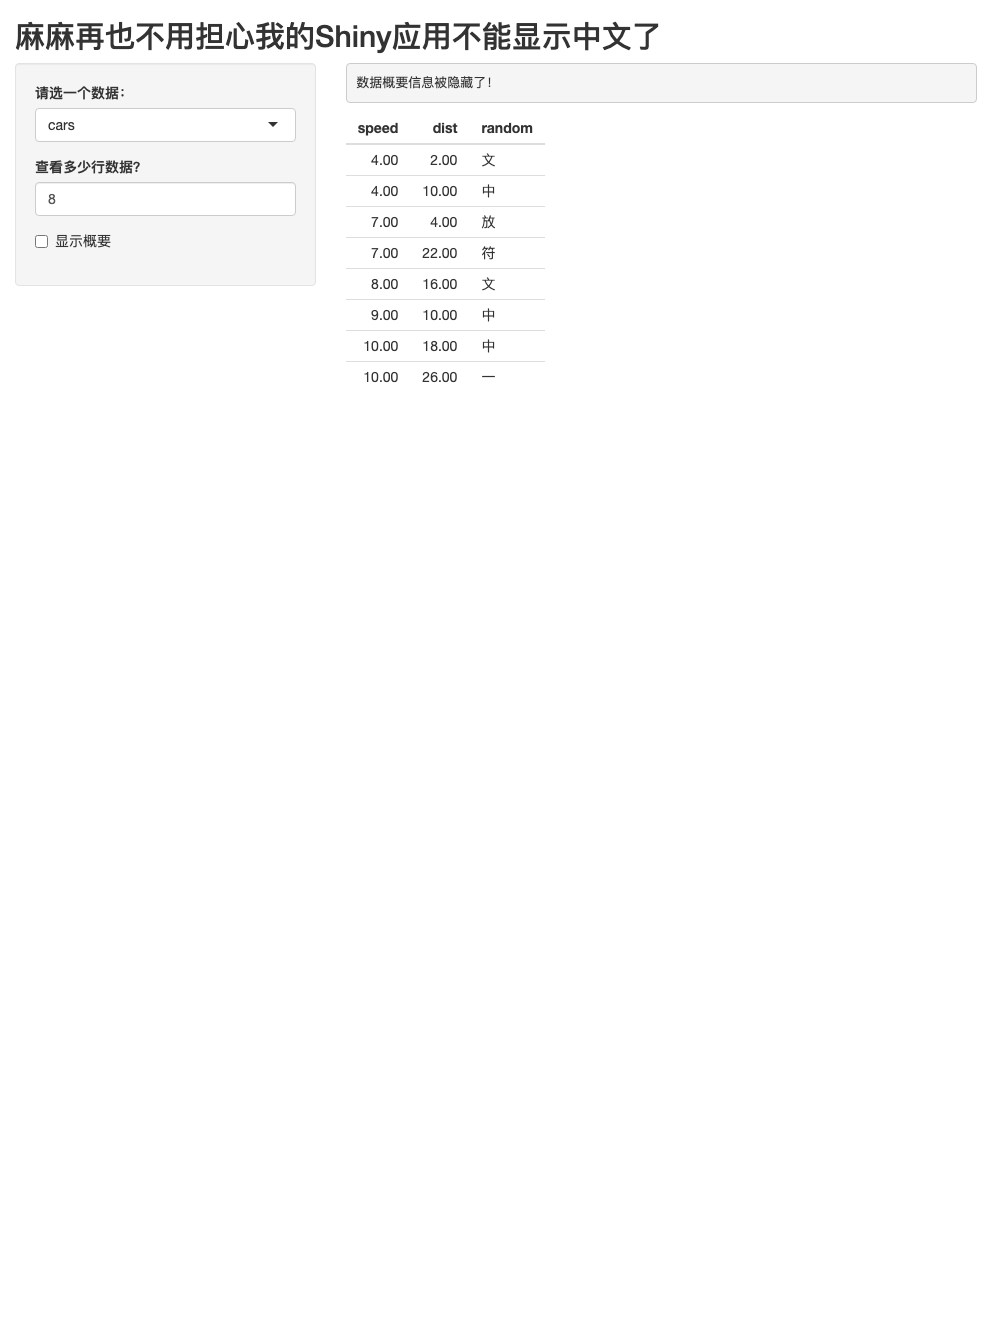 麻麻再也不用担心我的Shiny应用不能显示中文了
请选一个数据：
cars
查看多少行数据?
8
显示概要
数据概要信息被隐藏了！
speed dist random
4.00 2.00 文
4.00 10.00 中
7.00 4.00 放
7.00 22.00 符
8.00 16.00 文
9.00 10.00 中
10.00 18.00 中
10.00 26.00 一